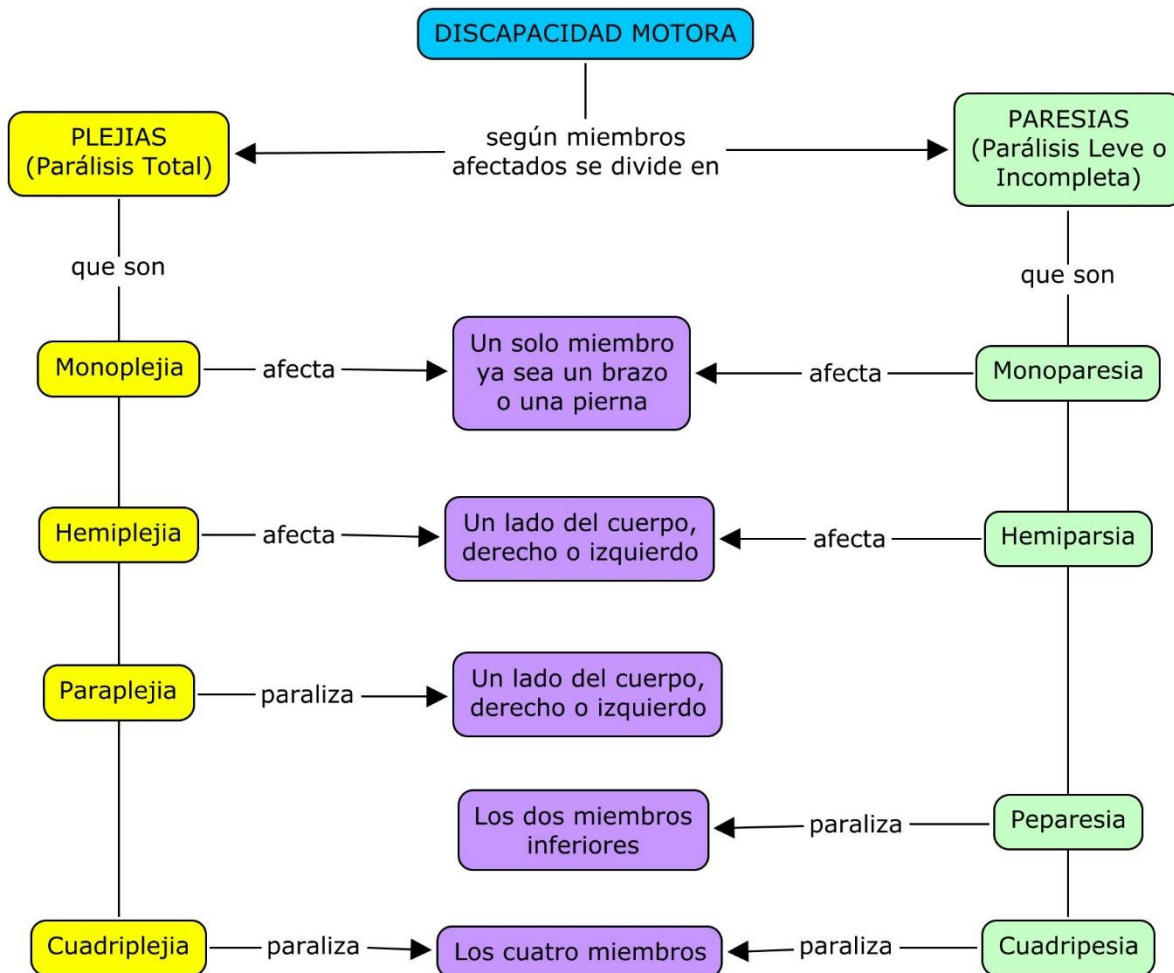 DISCAPACIDAD MOTORA
PLEJIAS
(Parálisis Total)
según miembros
afectados se divide en
PARESIAS
(Parálisis Leve o
Incompleta)
que son
que son
Monoplejia
afecta
Un solo miembro
ya sea un brazo
o una pierna
afecta
Monoparesia
Hemiplejia
afecta
Un lado del cuerpo,
derecho o izquierdo
afecta
Hemiparsia
Paraplejia
paraliza
Un lado del cuerpo,
derecho o izquierdo
Los dos miembros
inferiores
paraliza
Peparesia
Cuadriplejia
paraliza
Los cuatro miembros
paraliza
Cuadripesia